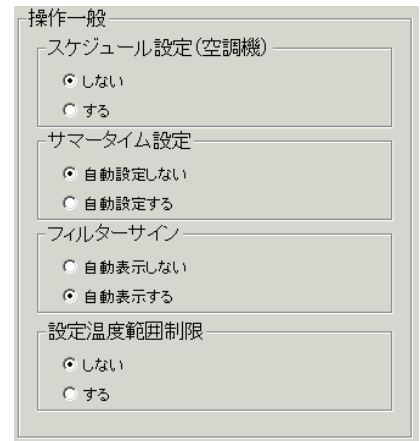 操作一般
スケジュール設定(空調機)
しない
する
サマータイム設定
自動設定しない
自動設定する
フィルターサイン
自動表示しない
自動表示する
設定温度範囲制限
しない
する